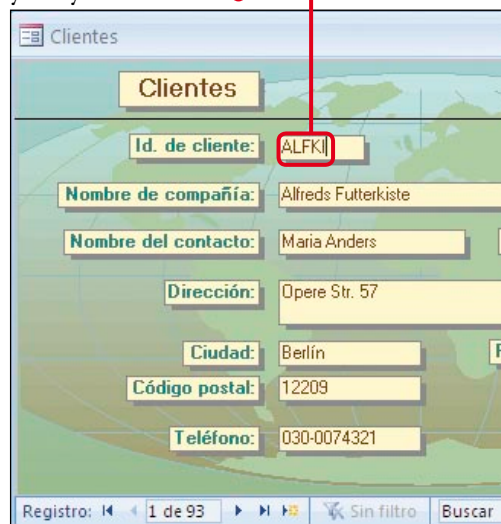 Clientes
Clientes
Id. de cliente: ALFKI
Nombre de compañía: Alfreds Futterkiste
Nombre del contacto: Maria Anders
Dirección: Opere Str. 57
Ciudad: Berlín
Código postal: 12209
Teléfono: 030-0074321
Registro: 1 de 93 Sin filtro Buscar